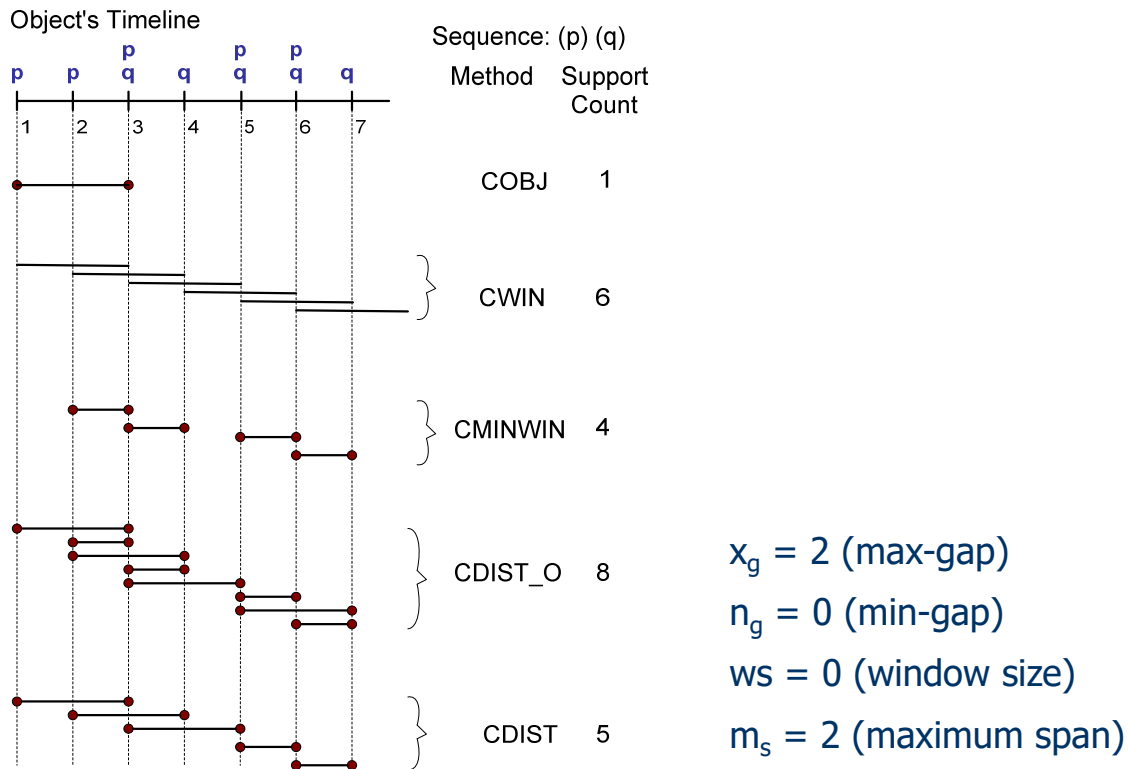 Object's Timeline
Sequence: (p) (q)
Method Support Count
p p p
p p q q q q q
1 2 3 4 5 6 7
COBJ 1
CWIN 6
CMINWIN 4
CDIST_O 8
CDIST 5
xg = 2 (max-gap)
ng = 0 (min-gap)
ws = 0 (window size)
ms = 2 (maximum span)